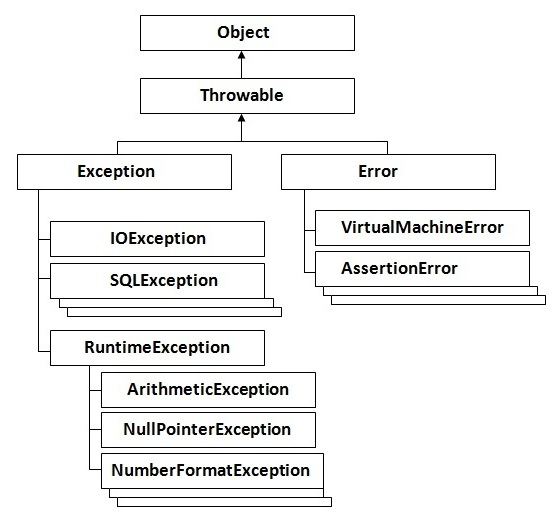 Object
Throwable
Exception
Error
IOException
VirtualMachineError
SQLException
AssertionError
RuntimeException
ArithmeticException
NullPointerException
NumberFormatException